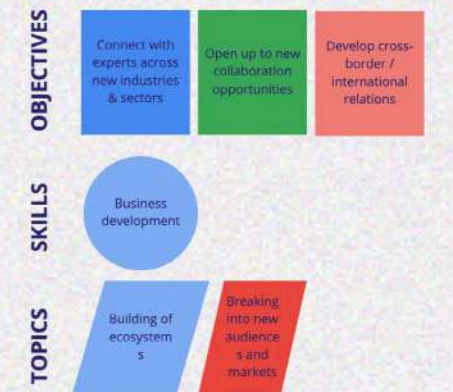 OBJECTIVES
Connect with
experts across
new industries
& sectors
Open up to new
collaboration
opportunities
Develop cross-
border /
international
relations
SKILLS
Business
development
TOPICS
Building of
ecosystem
s
Breaking
into new
audience
s and
markets